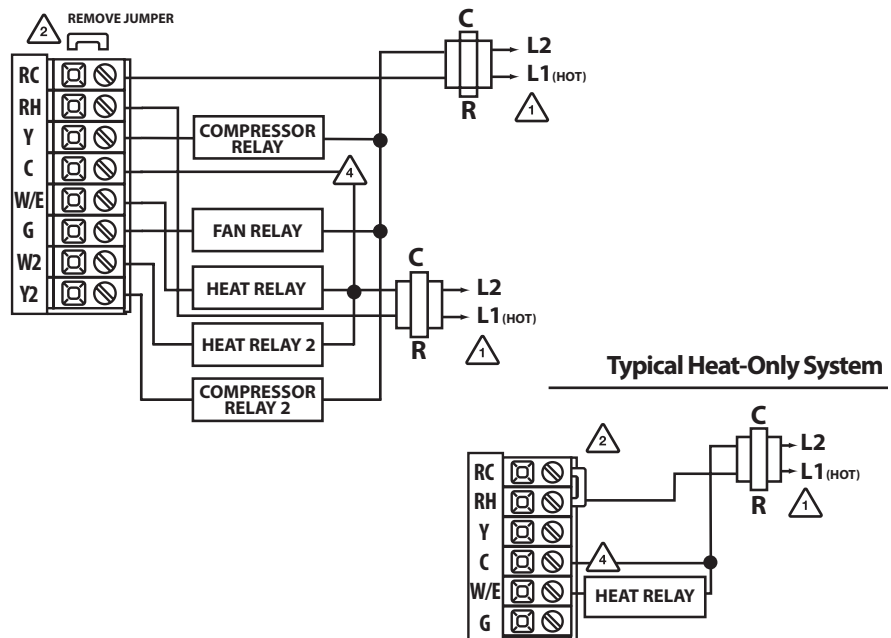 2 REMOVE JUMPER
RC
RH
Y
C
W/E
G
W2
Y2
COMPRESSOR
RELAY
4
FAN RELAY
HEAT RELAY
HEAT RELAY 2
COMPRESSOR
RELAY 2
C
L2
L1 (HOT)
R
1
C
L2
L1 (HOT)
R
1
Typical Heat-Only System
2
RC
RH
Y
C
W/E
G
4
HEAT RELAY
C
L2
L1 (HOT)
R
1